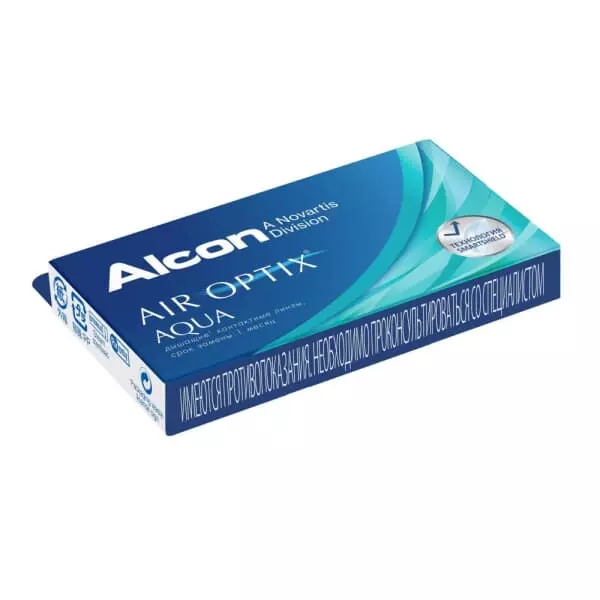 Alcon
A Novartis
Division
AIR OPTIX®
AQUA
дышащие контактные линзы,
срок замены: 1 месяц
ТЕХНОЛОГИЯ
SMARTSHIELD™
ИМЕЮТСЯ ПРОТИВОПОКАЗАНИЯ. НЕОБХОДИМО ПРОКОНСУЛЬТИРОВАТЬСЯ СО СПЕЦИАЛИСТОМ